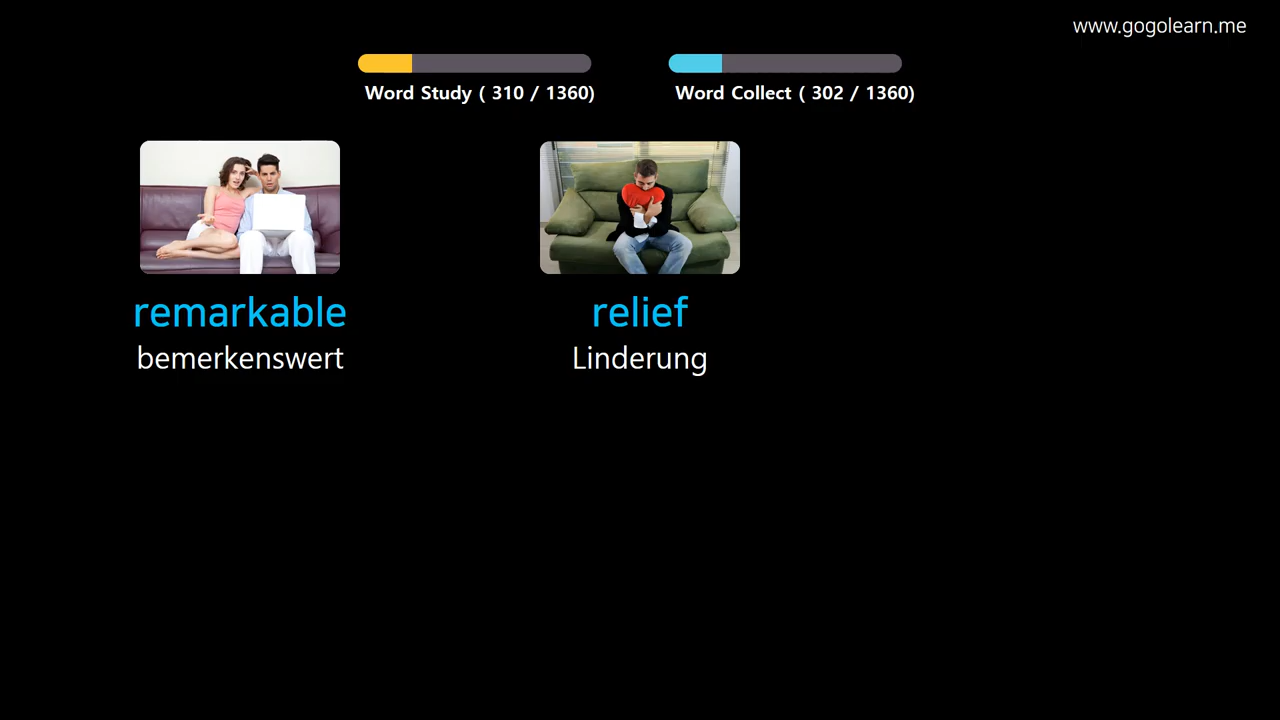 www.gogolearn.me
Word Study ( 310 / 1360)
Word Collect ( 302 / 1360)
remarkable
bemerkenswert
relief
Linderung